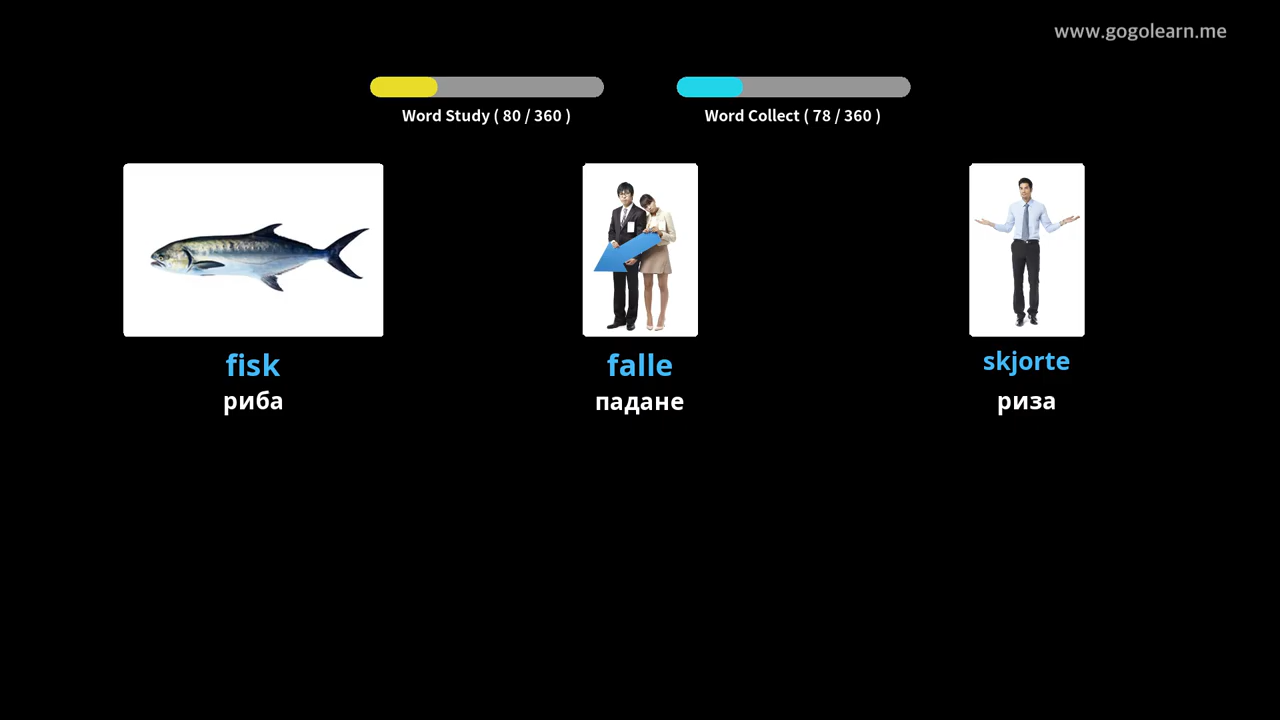 www.gogolearn.me
Word Study ( 80 / 360 )
Word Collect ( 78 / 360 )
fisk
falle
skjorte
риба
падане
риза